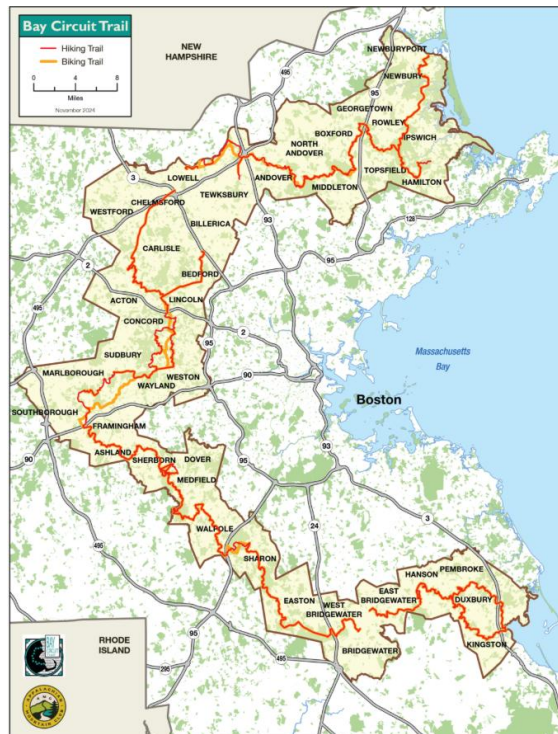 Bay Circuit Trail
Hiking Trail
Biking Trail
0 4 8
Miles
November 2024
NEW
HAMPSHIRE
495
NEWBURYPORT
NEWBURY
95
GEORGETOWN
ROWLEY
BOXFORD
IPSWICH
NORTH
ANDOVER
TOPSFIELD
HAMILTON
MIDDLETON
ANDOVER
LOWELL
TEWKSBURY
3
CHELMSFORD
WESTFORD
BILLERICA
93
128
95
CARLISLE
BEDFORD
2
ACTON
LINCOLN
CONCORD
495
2
SUDBURY
95
MARLBOROUGH
WESTON
WAYLAND
90
Massachusetts
Bay
SOUTHBOROUGH
Boston
FRAMINGHAM
90
ASHLAND
SHERBORN
DOVER
MEDFIELD
95
93
WALPOLE
24
3
495
SHARON
EASTON
WEST
BRIDGEWATER
EAST
BRIDGEWATER
HANSON
PEMBROKE
DUXBURY
KINGSTON
BRIDGEWATER
RHODE
ISLAND
95
295
495
APPALACHIAN
MOUNTAIN CLUB